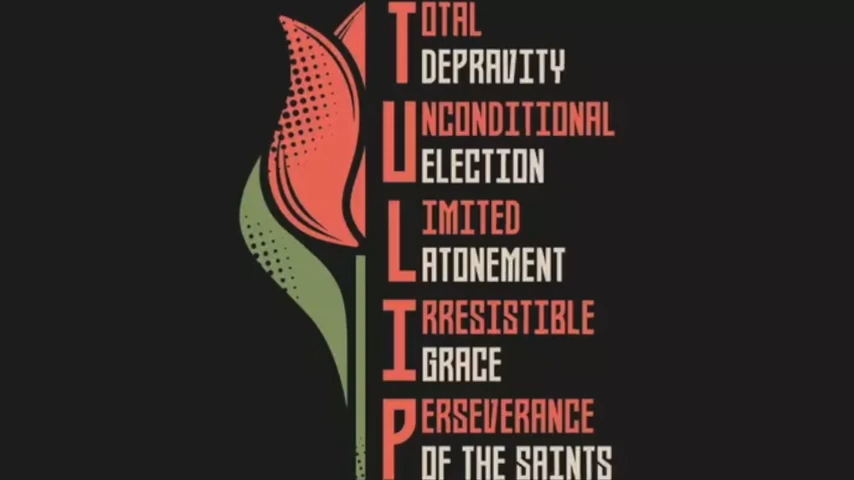 TOTAL
DEPRAVITY
UNCONDITIONAL
ELECTION
LIMITED
ATONEMENT
IRRESISTIBLE
GRACE
PERSEVERANCE
OF THE SAINTS